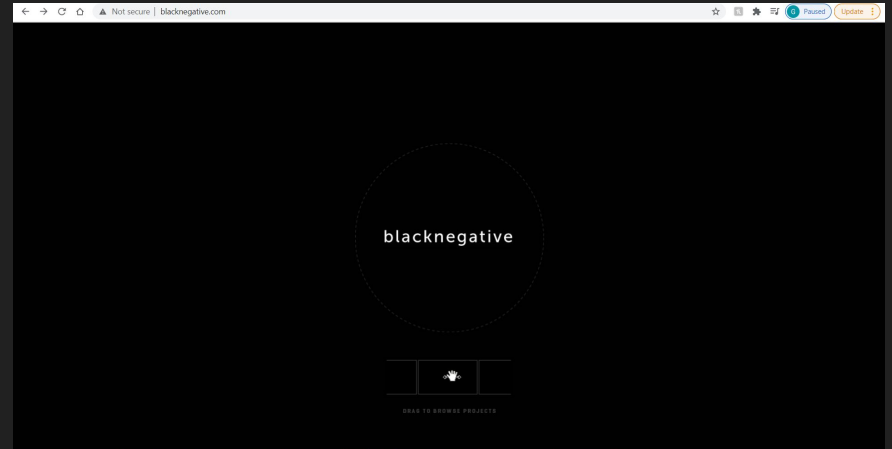 Not secure | blacknegative.com
G Paused Update
blacknegative
DRAG TO BROWSE PROJECTS